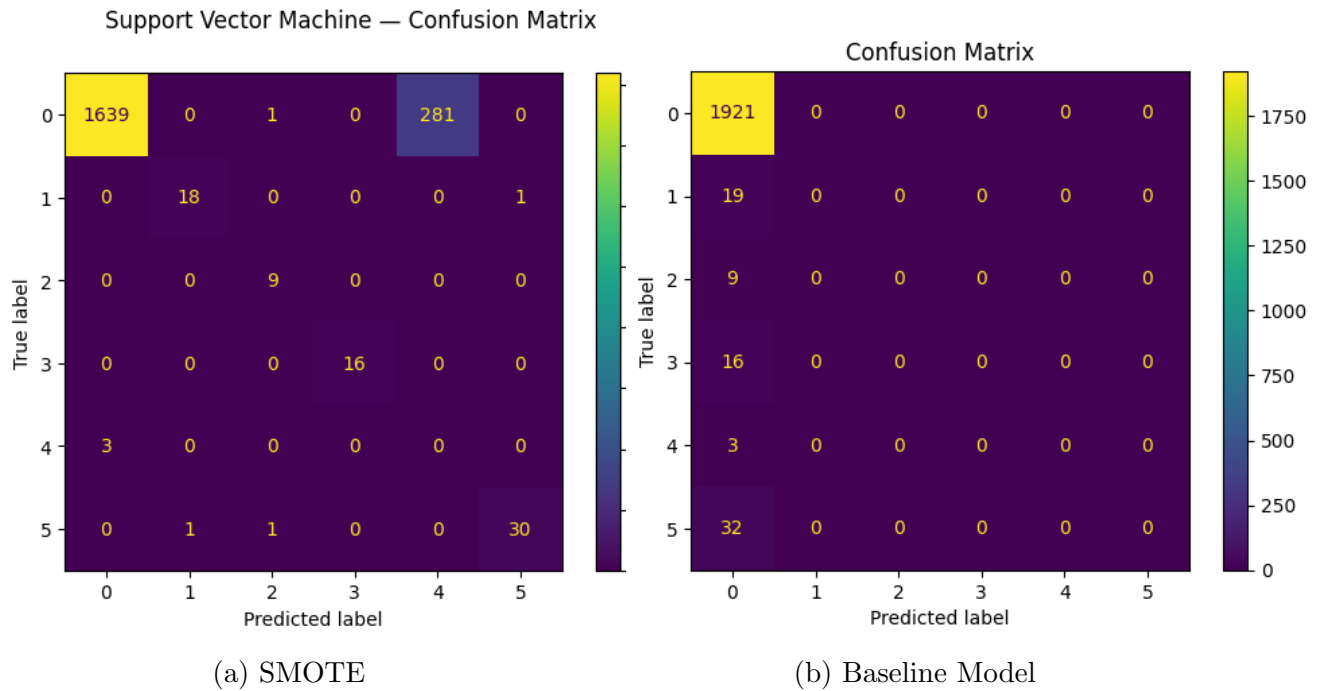 Support Vector Machine — Confusion Matrix
0 1639 0 1 0 281 0
1 0 18 0 0 0 1
2 0 0 9 0 0 0
True label
3 0 0 0 16 0 0
4 3 0 0 0 0 0
5 0 1 1 0 0 30
0 1 2 3 4 5
Predicted label
(a) SMOTE
Confusion Matrix
0 1921 0 0 0 0 0
1 19 0 0 0 0 0
2 9 0 0 0 0 0
True label
3 16 0 0 0 0 0
4 3 0 0 0 0 0
5 32 0 0 0 0 0
0 1 2 3 4 5
Predicted label
1750
1500
1250
1000
750
500
250
0
(b) Baseline Model